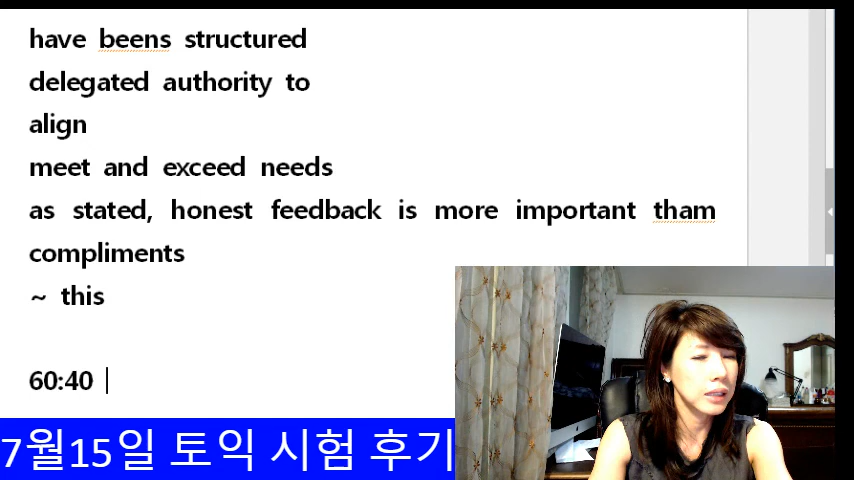 have beens structured
delegated authority to
align
meet and exceed needs
as stated, honest feedback is more important tham
compliments
~ this
60:40
7월15일 토익 시험 후기